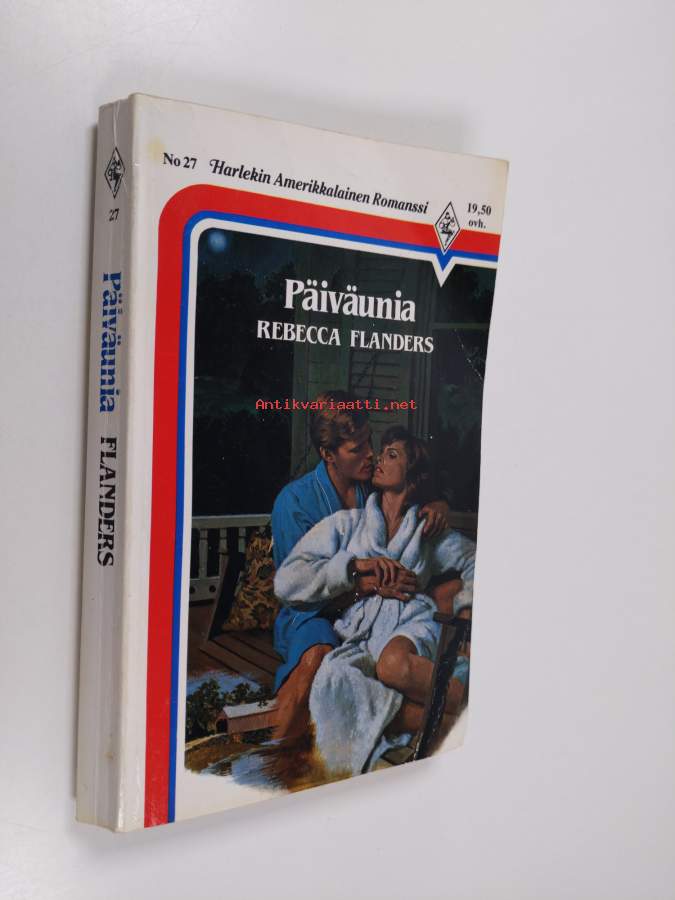 No 27 Harlekin Amerikkalainen Romanssi
19,50
ovh.
Päiväunia
REBECCA FLANDERS
Antikvariaatti.net
27
Päiväunia FLANDERS